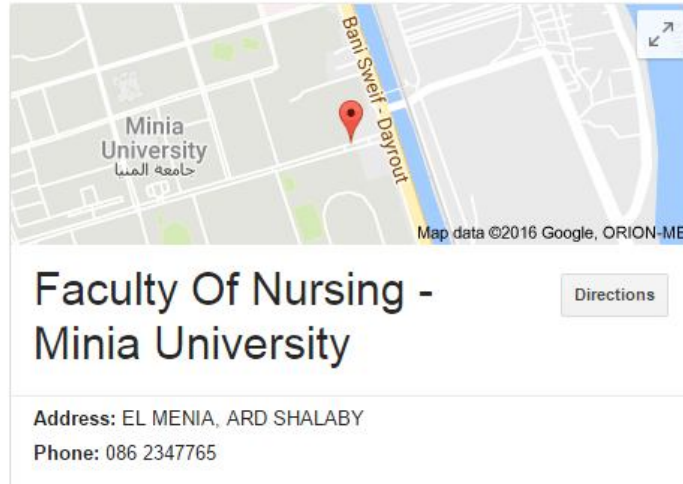 Bani Sweif - Dayrout
Minia
University
جامعة المنيا
Map data ©2016 Google, ORION-ME
Faculty Of Nursing -
Minia University
Directions
Address: EL MENIA, ARD SHALABY
Phone: 086 2347765